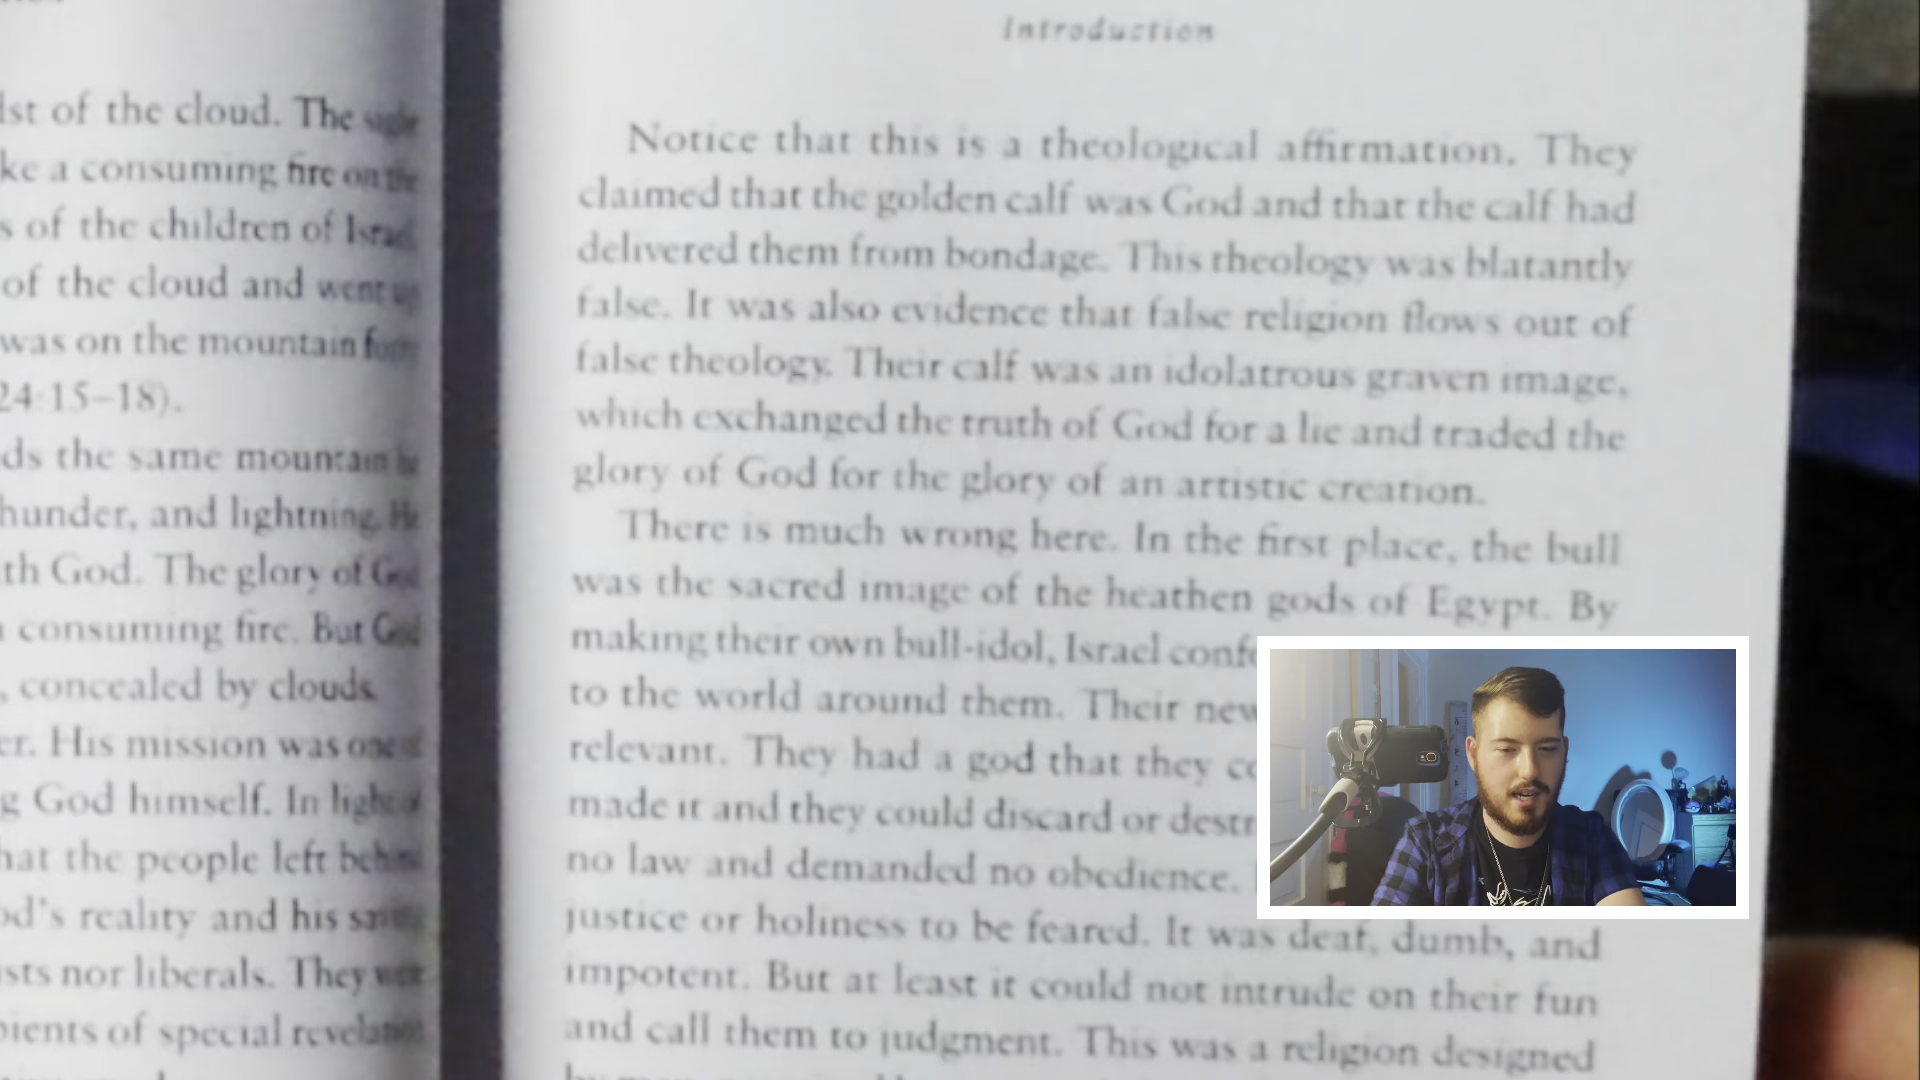 lst of the cloud. The
ke a consuming fire on the
s of the children of
of the cloud and went
was on the mountain
24:15–18).
ds the same mountain
hunder, and lightning.
th God. The glory of
consuming fire. But
, concealed by clouds.
er. His mission was
g God himself. In
hat the people left
od's reality and his
sts nor liberals. They
pients of special
Introduction
Notice that this is a theological affirmation. They
claimed that the golden calf was God and that the calf had
delivered them from bondage. This theology was blatantly
false. It was also evidence that false religion flows out of
false theology. Their calf was an idolatrous graven image,
which exchanged the truth of God for a lie and traded the
glory of God for the glory of an artistic creation.
There is much wrong here. In the first place, the bull
was the sacred image of the heathen gods of Egypt. By
making their own bull-idol, Israel confo
to the world around them. Their new
relevant. They had a god that they co
made it and they could discard or destr
no law and demanded no obedience.
justice or holiness to be feared. It was deaf, dumb, and
impotent. But at least it could not intrude on their fun
and call them to judgment. This was a religion designed